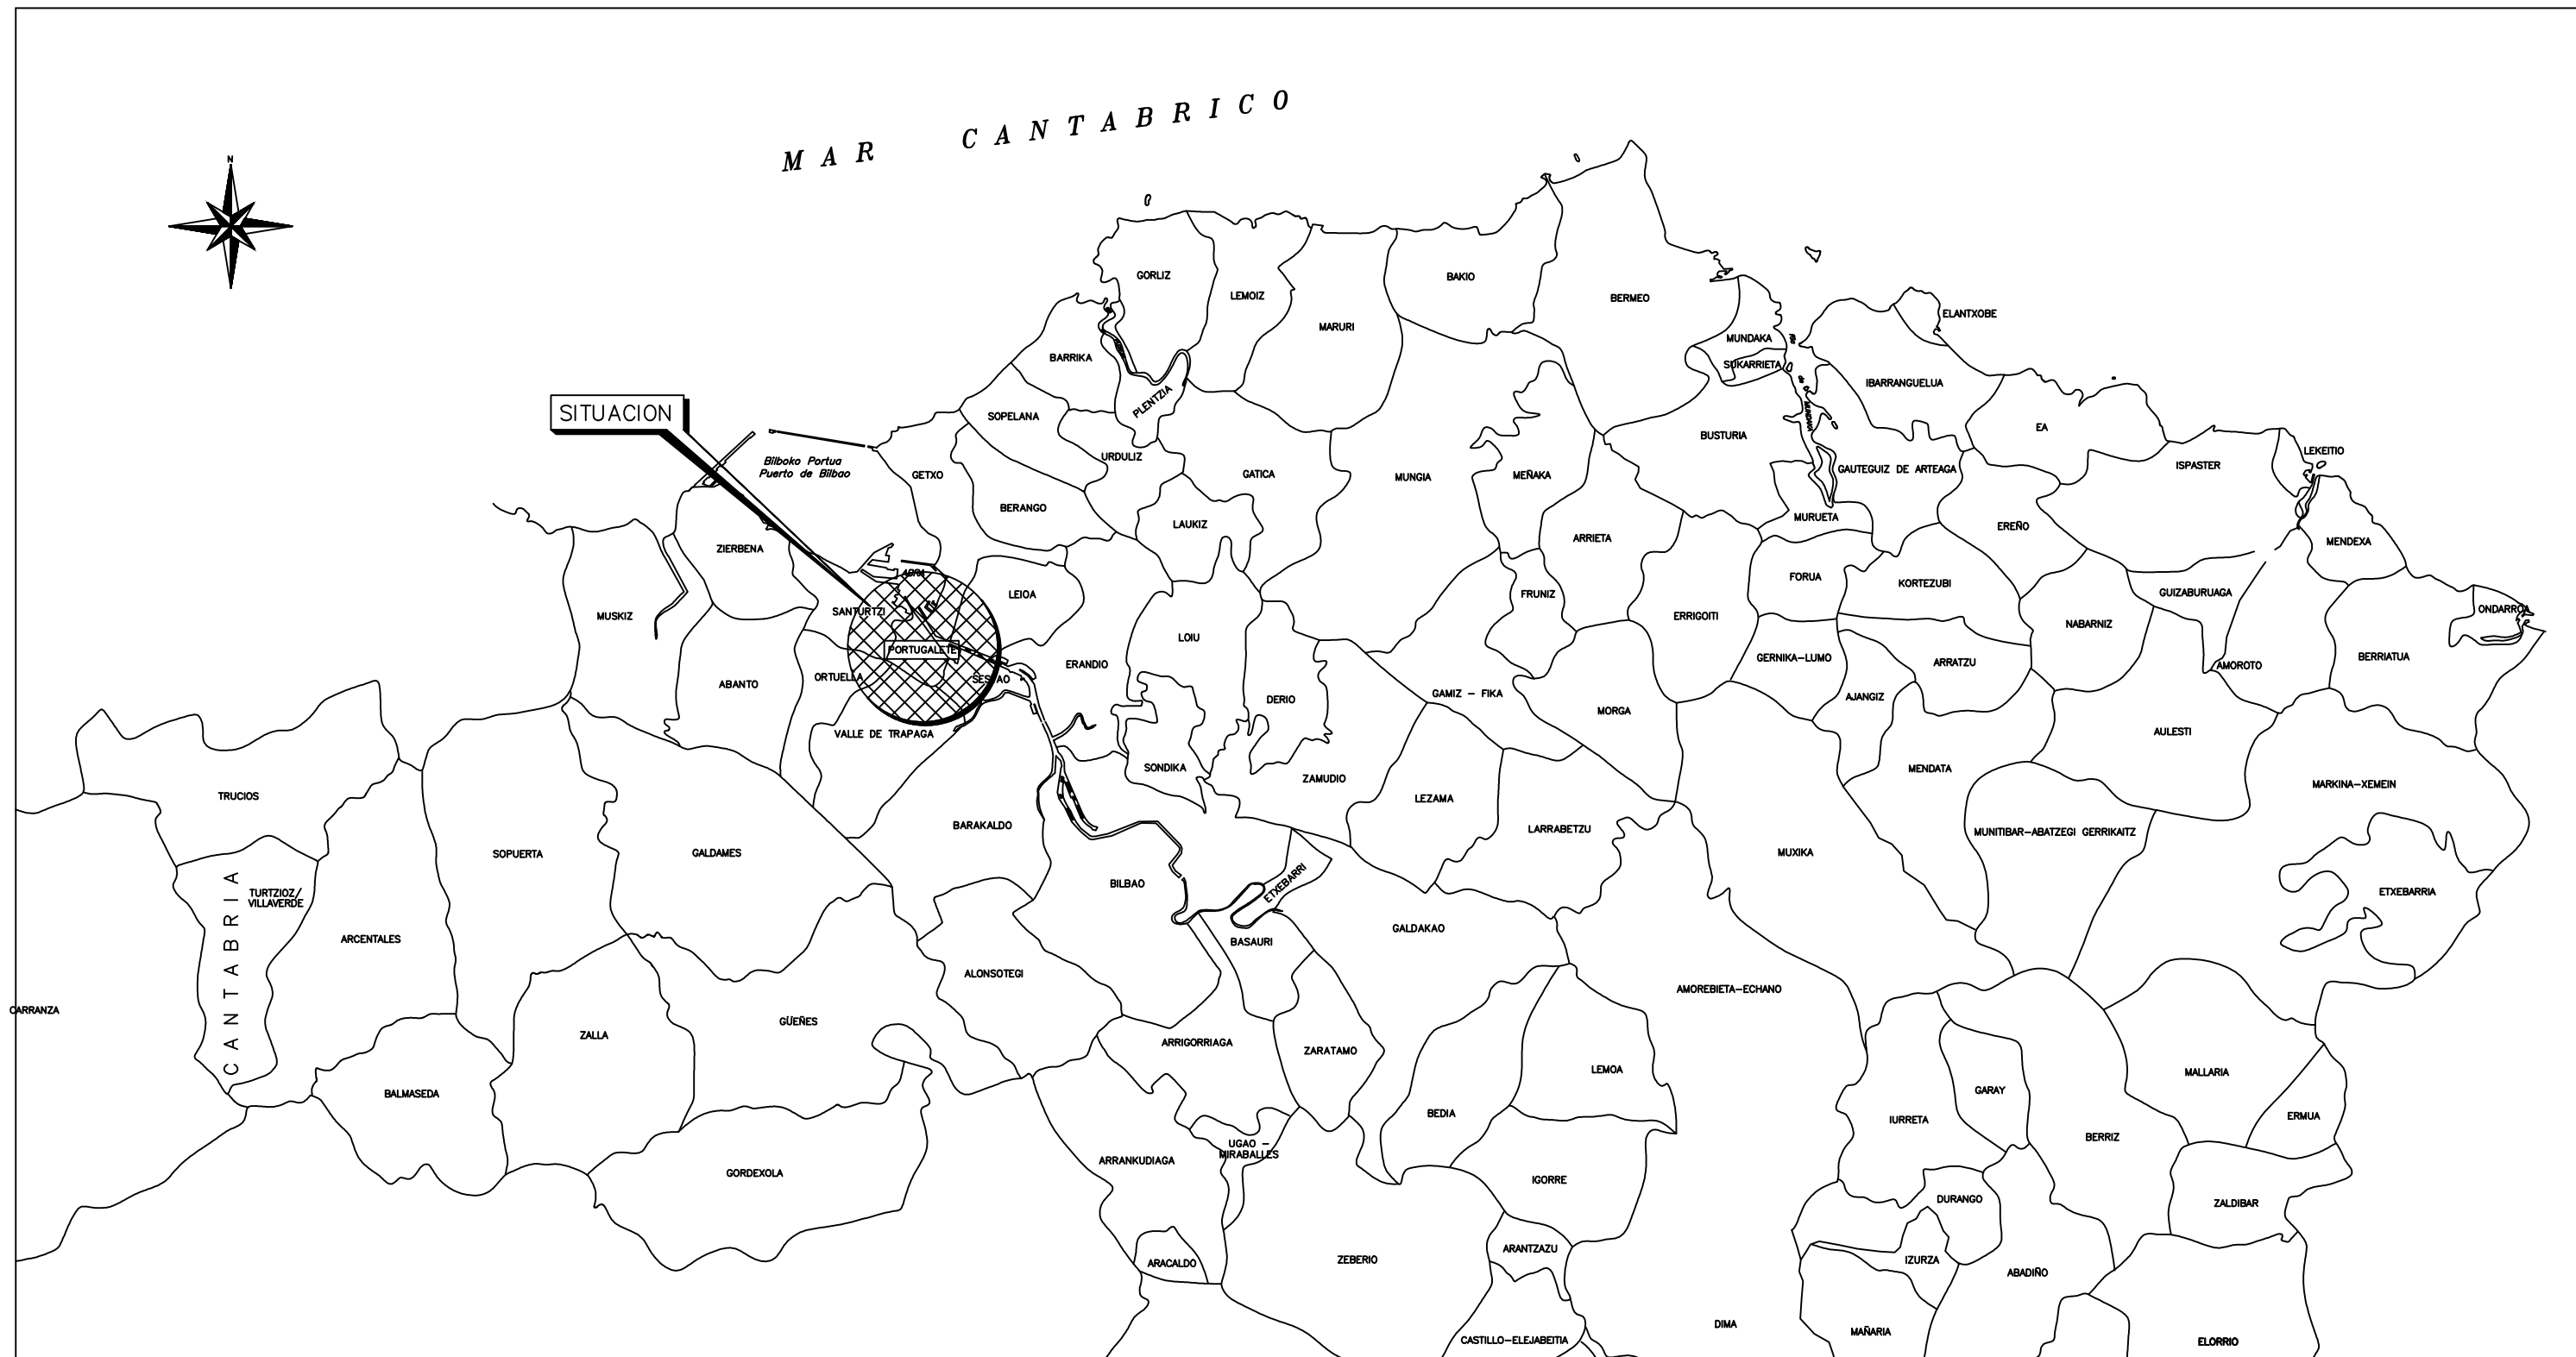 MAR CANTABRICO
N
GORLIZ
LEMOIZ
BAKIO
BERMEO
MARURI
ELANTXOBE
MUNDAKA
SUKARRIETA
BARRIKA
IBARRANGUELUA
PLENTZIA
SITUACION
SOPELANA
EA
BUSTURIA
URDULIZ
LEKEITIO
Bilboko Portua
Puerto de Bilbao
GETXO
GATICA
MUNGIA
MEÑAKA
GAUTEGUIZ DE ARTEAGA
ISPASTER
BERANGO
LAUKIZ
MURUETA
EREÑO
ZIERBENA
ARRIETA
MENDEXA
ABRA
LEIOA
FRUNIZ
FORUA
KORTEZUBI
GUIZABURUAGA
MUSKIZ
SANTURTZI
ERRIGOITI
NABARNIZ
ONDARROA
LOIU
PORTUGALETE
ERANDIO
GERNIKA-LUMO
ARRATZU
AMOROTO
BERRIATUA
ABANTO
ORTUELLA
SESTAO
DERIO
GAMIZ - FIKA
MORGA
AJANGIZ
VALLE DE TRAPAGA
AULESTI
SONDIKA
ZAMUDIO
MENDATA
TRUCIOS
LEZAMA
MARKINA-XEMEIN
BARAKALDO
LARRABETZU
MUNITIBAR-ABATZEGI GERRIKAITZ
SOPUERTA
GALDAMES
MUXIKA
TURTZIOZ/
VILLAVERDE
CANTABRIA
BILBAO
ETXEBARRI
ETXEBARRIA
ARCENTALES
BASAURI
GALDAKAO
ALONSOTEGI
AMOREBIETA-ECHANO
CARRANZA
ZALLA
GÜEÑES
ARRIGORRIAGA
ZARATAMO
LEMOA
MALLARIA
BALMASEDA
BEDIA
GARAY
IURRETA
ERMUA
BERRIZ
UGAO -
MIRABALLES
ARRANKUDIAGA
GORDEXOLA
IGORRE
DURANGO
ZALDIBAR
ARACALDO
ZEBERIO
ARANTZAZU
IZURZA
ABADIÑO
CASTILLO-ELEJABEITIA
DIMA
MAÑARIA
ELORRIO